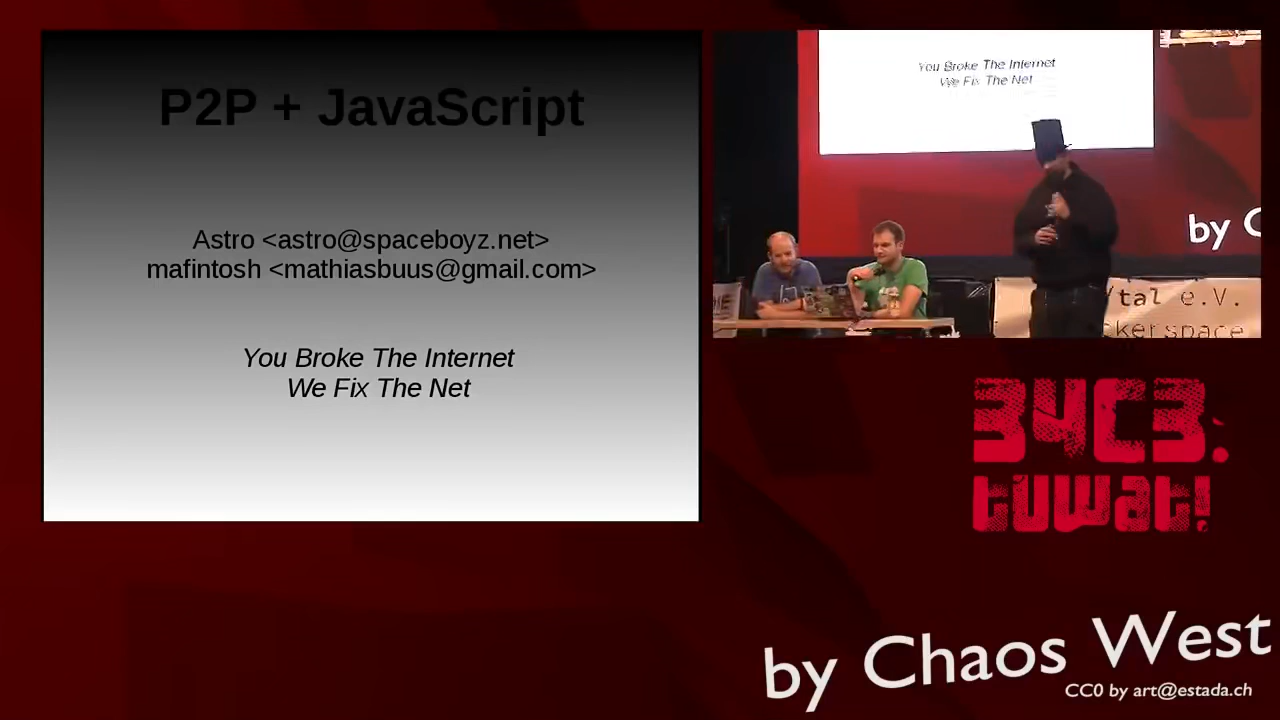 P2P + JavaScript
Astro <astro@spaceboyz.net>
mafintosh <mathiasbuus@gmail.com>
You Broke The Internet
We Fix The Net
You Broke The Internet
We Fix The Net
by C
tal e.V.
ckerspace
34C3:
tuwat!
by Chaos West
CC0 by art@estada.ch